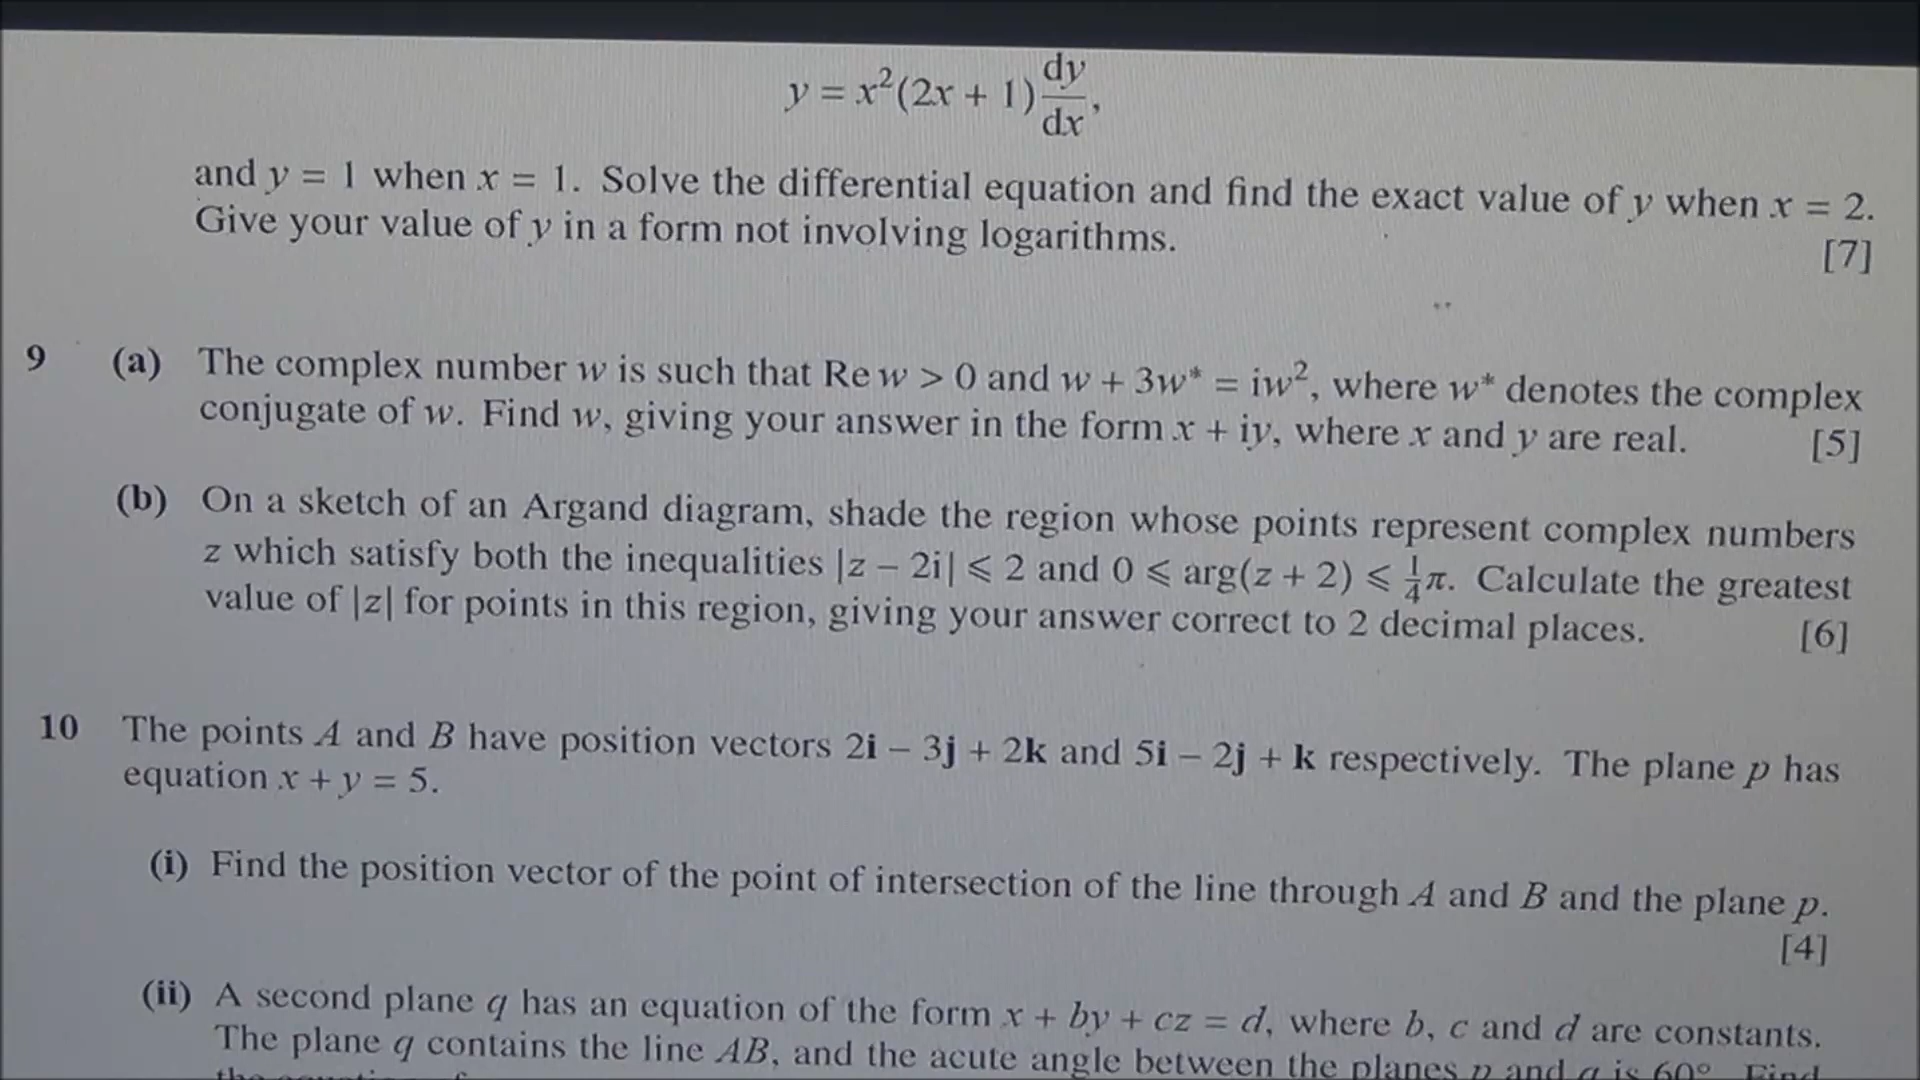 y = x²(2x + 1) dy/dx,
and y = 1 when x = 1. Solve the differential equation and find the exact value of y when x = 2.
Give your value of y in a form not involving logarithms.
[7]
9 (a) The complex number w is such that Re w > 0 and w + 3w* = iw², where w* denotes the complex
conjugate of w. Find w, giving your answer in the form x + iy, where x and y are real. [5]
(b) On a sketch of an Argand diagram, shade the region whose points represent complex numbers
z which satisfy both the inequalities |z − 2i| ⩽ 2 and 0 ⩽ arg(z + 2) ⩽ ¼π. Calculate the greatest
value of |z| for points in this region, giving your answer correct to 2 decimal places. [6]
10 The points A and B have position vectors 2i − 3j + 2k and 5i − 2j + k respectively. The plane p has
equation x + y = 5.
(i) Find the position vector of the point of intersection of the line through A and B and the plane p.
[4]
(ii) A second plane q has an equation of the form x + by + cz = d, where b, c and d are constants.
The plane q contains the line AB, and the acute angle between the planes p and q is 60°. Find